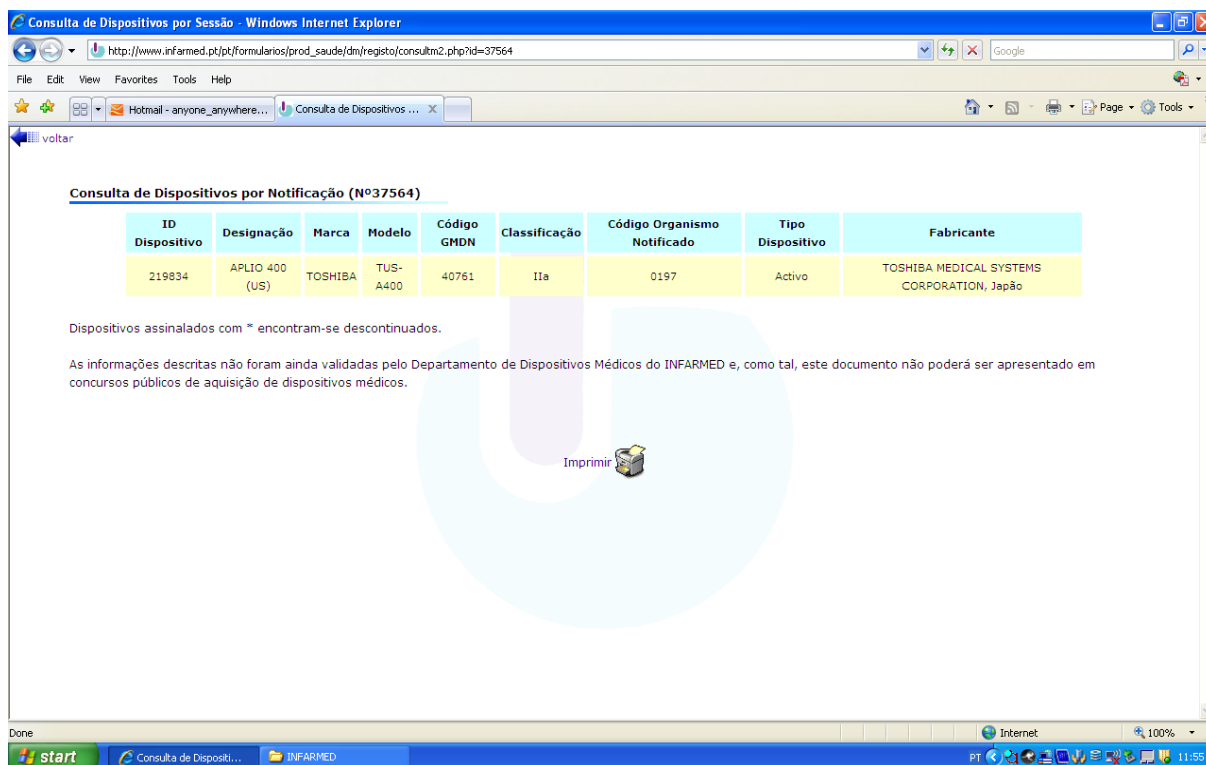 Consulta de Dispositivos por Sessão - Windows Internet Explorer
http://www.infarmed.pt/pt/formularios/prod_saude/dm/registo/consultm2.php?id=37564
Google
File Edit View Favorites Tools Help
Hotmail - anyone_anywhere...
Consulta de Dispositivos ...
Page
Tools
voltar
Consulta de Dispositivos por Notificação (Nº37564)
ID Dispositivo
Designação
Marca
Modelo
Código GMDN
Classificação
Código Organismo Notificado
Tipo Dispositivo
Fabricante
219834
APLIO 400 (US)
TOSHIBA
TUS-A400
40761
IIa
0197
Activo
TOSHIBA MEDICAL SYSTEMS CORPORATION, Japão
Dispositivos assinalados com * encontram-se descontinuados.
As informações descritas não foram ainda validadas pelo Departamento de Dispositivos Médicos do INFARMED e, como tal, este documento não poderá ser apresentado em
concursos públicos de aquisição de dispositivos médicos.
Imprimir
Done
Internet
100%
start
Consulta de Dispositi...
INFARMED
PT
11:55